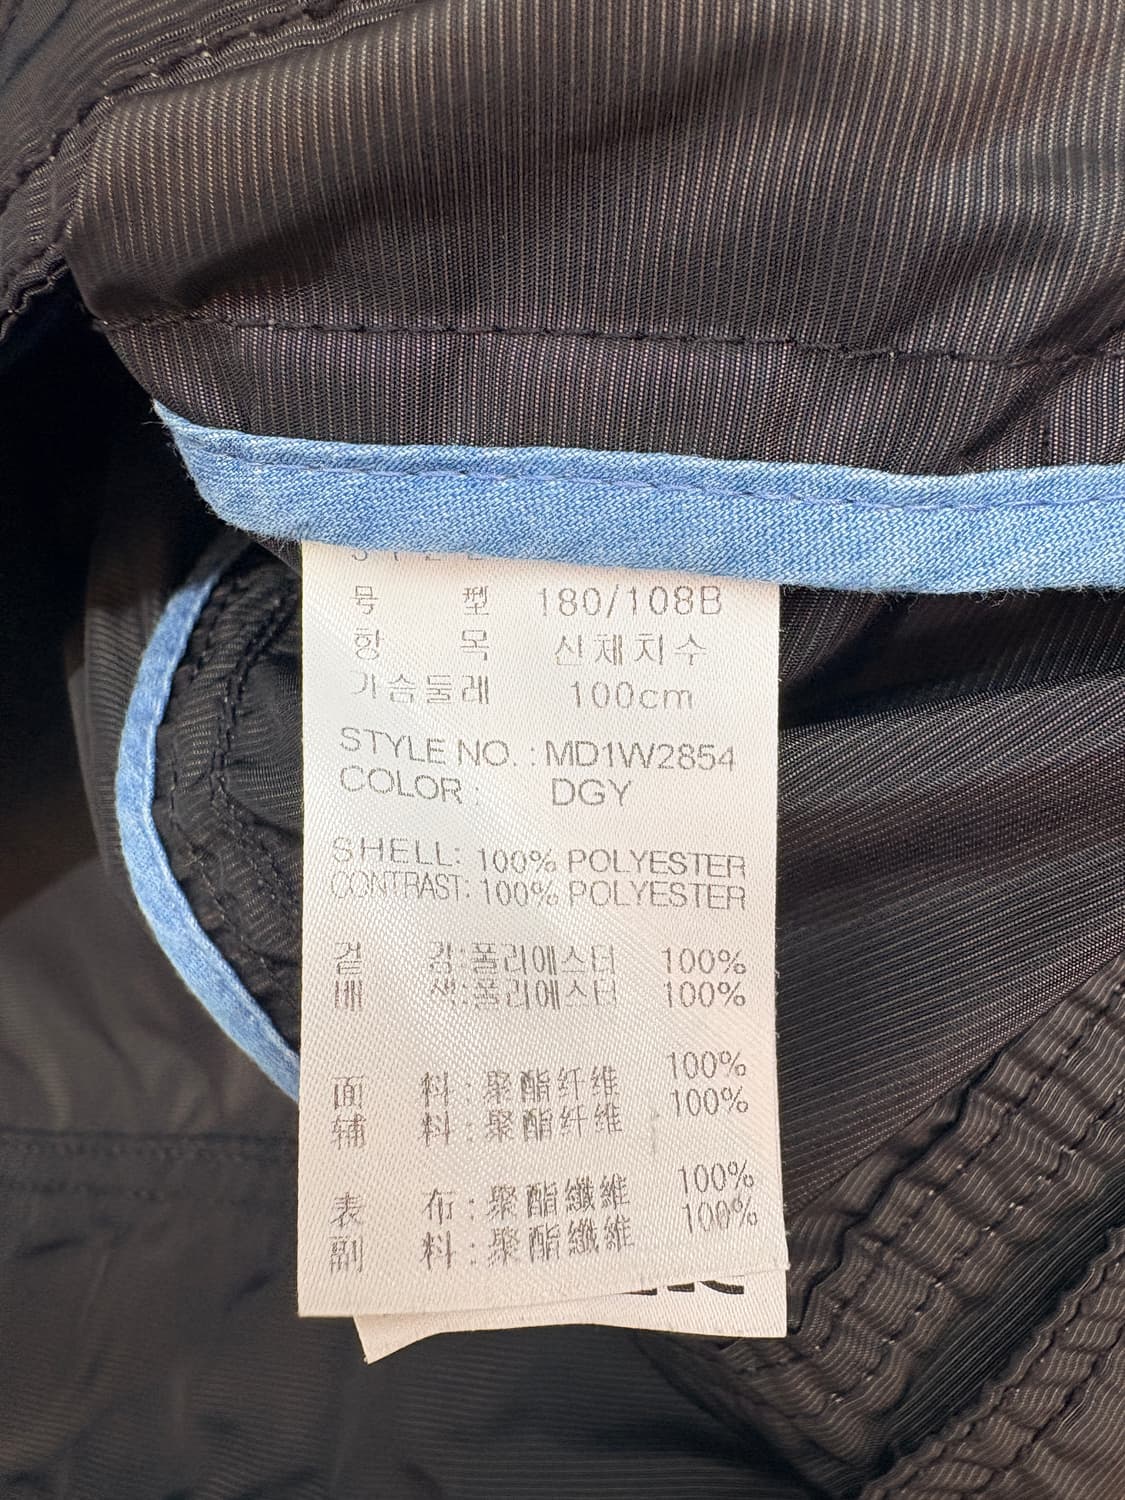 号 型 180/108B
항 목 신체치수
가슴둘레 100cm
STYLE NO. : MD1W2854
COLOR : DGY
SHELL: 100% POLYESTER
CONTRAST: 100% POLYESTER
겉 감:폴리에스터 100%
배 색:폴리에스터 100%
面 料:聚酯纤维 100%
辅 料:聚酯纤维 100%
表 布:聚酯纖維 100%
副 料:聚酯纖維 100%